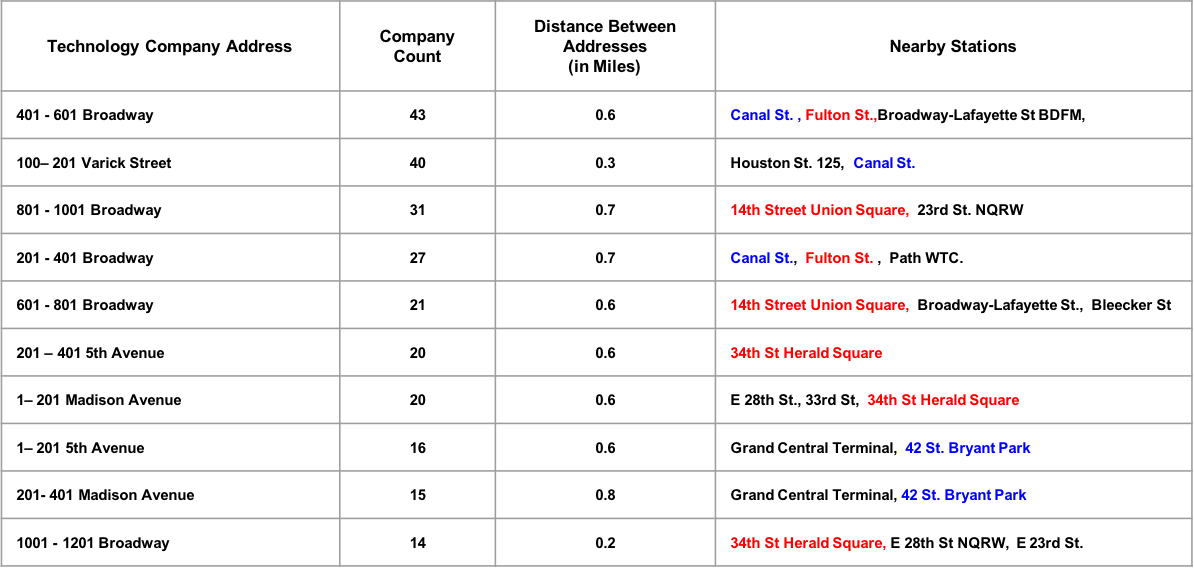 Technology Company Address
Company
Count
Distance Between
Addresses
(in Miles)
Nearby Stations
401 - 601 Broadway 43 0.6 Canal St. , Fulton St.,Broadway-Lafayette St BDFM,
100– 201 Varick Street 40 0.3 Houston St. 125, Canal St.
801 - 1001 Broadway 31 0.7 14th Street Union Square, 23rd St. NQRW
201 - 401 Broadway 27 0.7 Canal St., Fulton St. , Path WTC.
601 - 801 Broadway 21 0.6 14th Street Union Square, Broadway-Lafayette St., Bleecker St
201 – 401 5th Avenue 20 0.6 34th St Herald Square
1– 201 Madison Avenue 20 0.6 E 28th St., 33rd St, 34th St Herald Square
1– 201 5th Avenue 16 0.6 Grand Central Terminal, 42 St. Bryant Park
201- 401 Madison Avenue 15 0.8 Grand Central Terminal, 42 St. Bryant Park
1001 - 1201 Broadway 14 0.2 34th St Herald Square, E 28th St NQRW, E 23rd St.